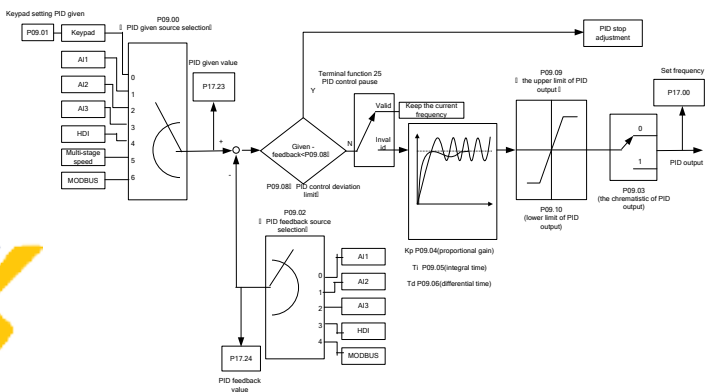 Keypad setting PID given
P09.01
Keypad
AI1
AI2
AI3
HDI
Multi-stage
speed
MODBUS
P09.00
PID given source selection
0
1
2
3
4
5
6
PID given value
P17.23
+
-
Given -
feedback<P09.08
P09.08 PID control deviation
limit
Y
N
Terminal function 25
PID control pause
Valid
Inval
id
Keep the current
frequency
PID stop
adjustment
Kp P09.04(proportional gain)
Ti P09.05(integral time)
Td P09.06(differential time)
P09.09
the upper limit of PID
output
P09.10
(lower limit of PID
output)
0
1
P09.03
(the chrematistic of PID
output)
Set frequency
P17.00
PID output
P09.02
PID feedback source
selection
0
1
2
3
4
AI1
AI2
AI3
HDI
MODBUS
P17.24
PID feedback
value